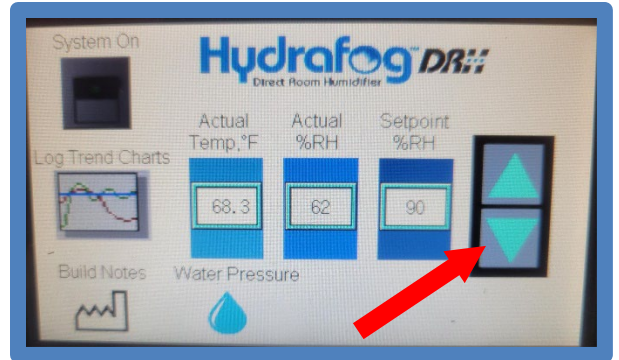 System On
Hydrafog™ DRH
Direct Room Humidifier
Actual Temp,°F
Actual %RH
Setpoint %RH
Log Trend Charts
68.3
62
90
Build Notes
Water Pressure